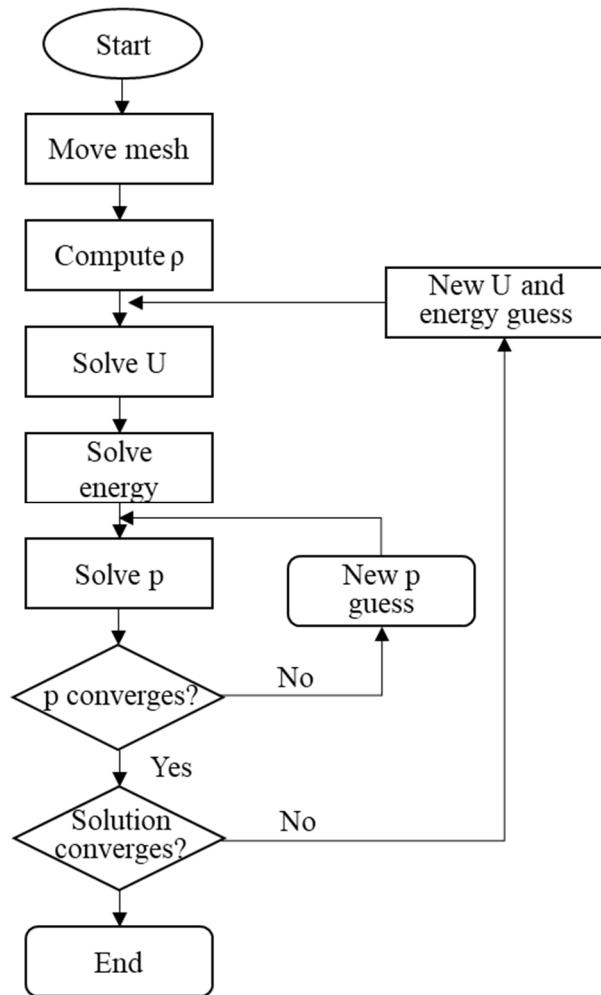 Start
Move mesh
Compute ρ
New U and
energy guess
Solve U
Solve
energy
Solve p
New p
guess
p converges?
No
Yes
Solution
converges?
No
End